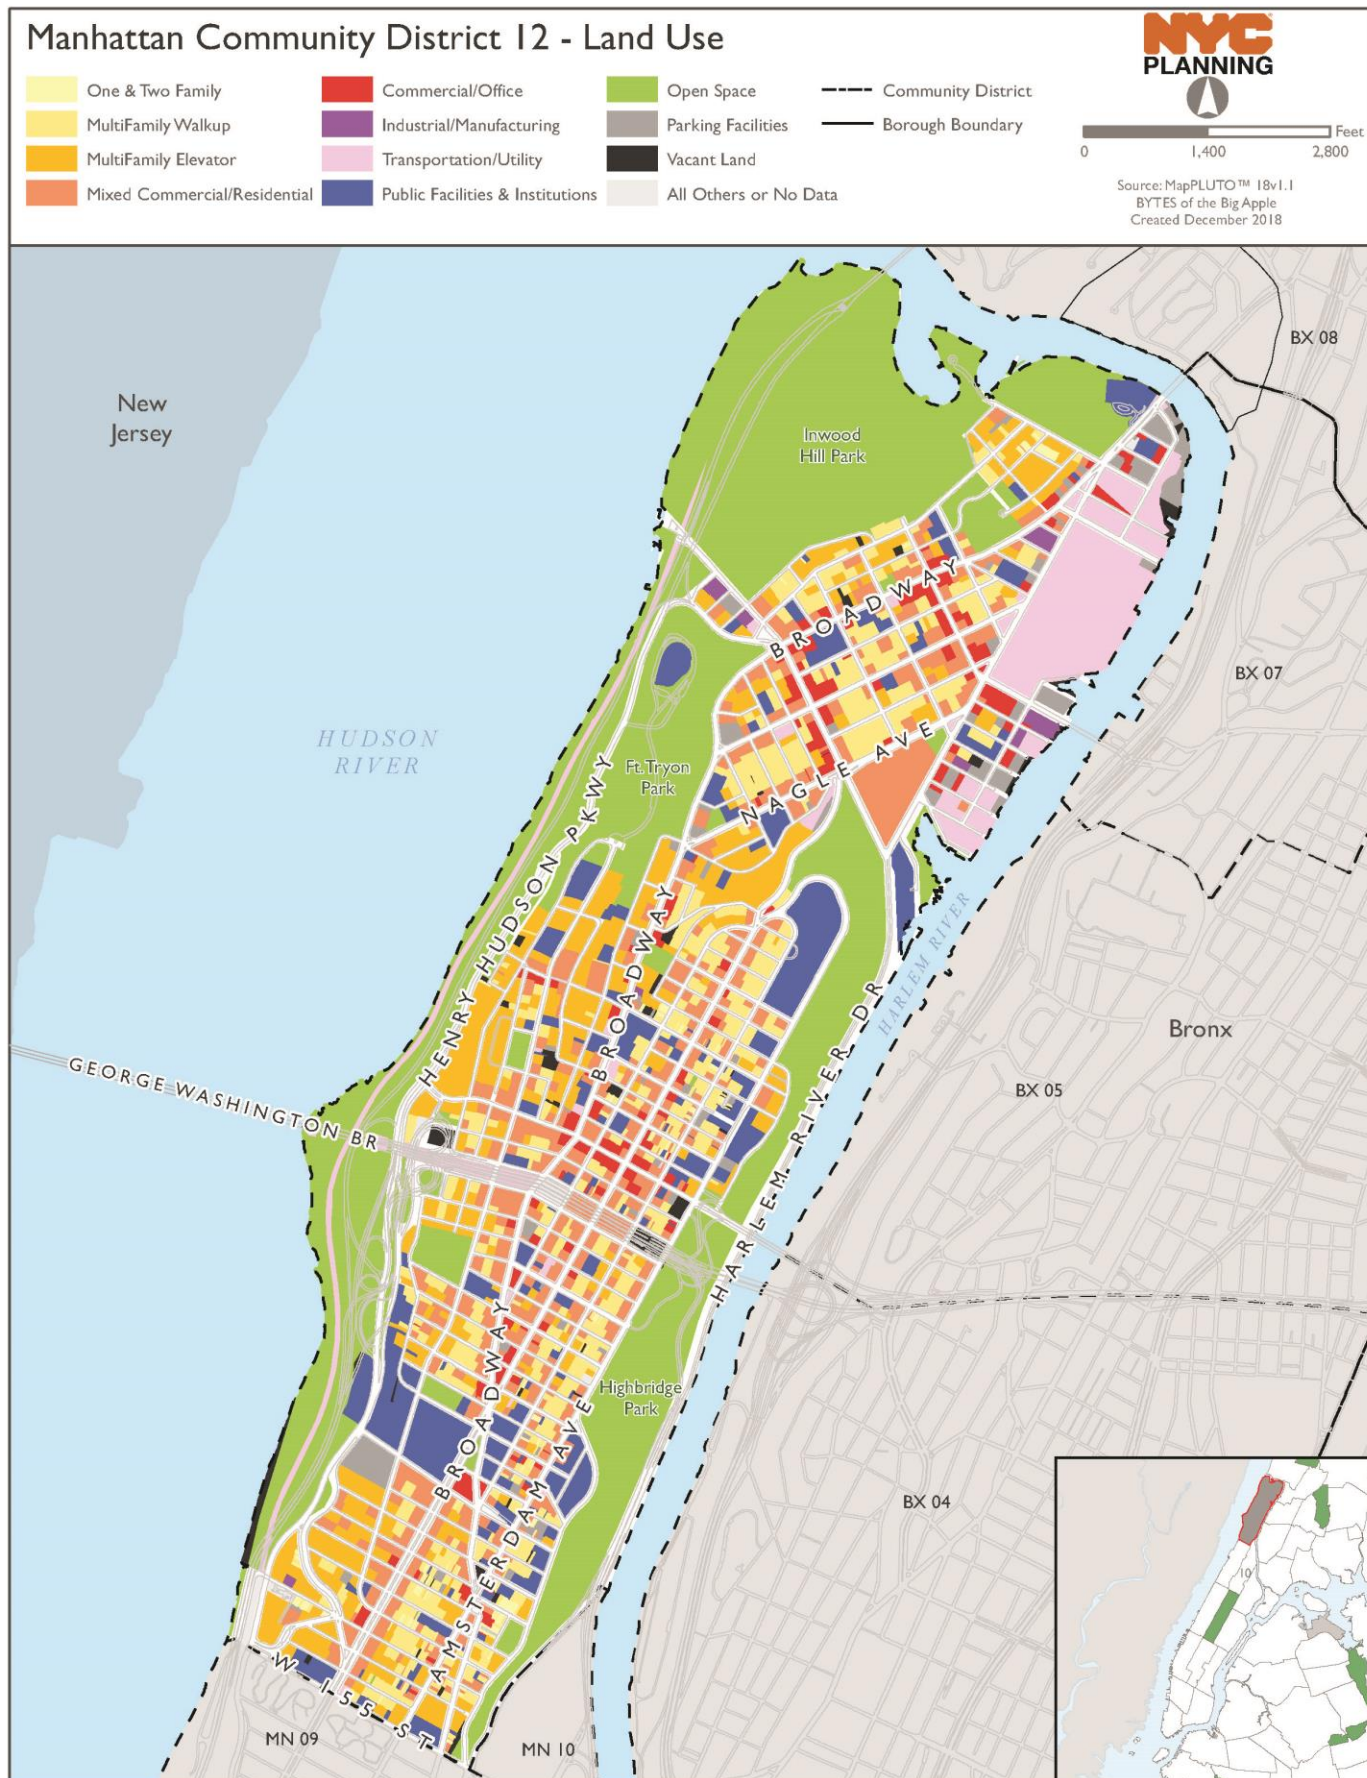 Manhattan Community District 12 - Land Use
One & Two Family
MultiFamily Walkup
MultiFamily Elevator
Mixed Commercial/Residential
Commercial/Office
Industrial/Manufacturing
Transportation/Utility
Public Facilities & Institutions
Open Space
Parking Facilities
Vacant Land
All Others or No Data
Community District
Borough Boundary
NYC
PLANNING
Feet
0 1,400 2,800
Source: MapPLUTO™ 18v1.1
BYTES of the Big Apple
Created December 2018
BX 08
New
Jersey
Inwood
Hill Park
BROADWAY
BX 07
HUDSON
RIVER
Ft. Tryon
Park
NAGLE AVE
HENRY HUDSON PKWY
BROADWAY
HARLEM RIVER
HARLEM RIVER DR
Bronx
GEORGE WASHINGTON BR
BX 05
Highbridge
Park
BROADWAY
AMSTERDAM AVE
BX 04
W 155 ST
MN 09
MN 10
10